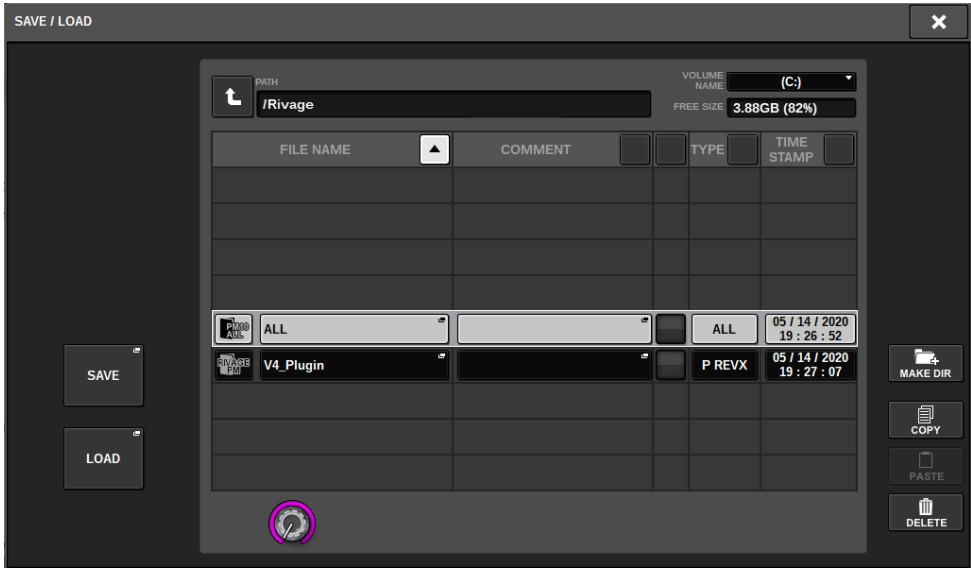 SAVE / LOAD
PATH
/Rivage
VOLUME
NAME
(C:)
FREE SIZE
3.88GB (82%)
FILE NAME
COMMENT
TYPE
TIME
STAMP
PM10
ALL
ALL
ALL
05 / 14 / 2020
19 : 26 : 52
RIVAGE
PM
V4_Plugin
P REVX
05 / 14 / 2020
19 : 27 : 07
SAVE
LOAD
MAKE DIR
COPY
PASTE
DELETE